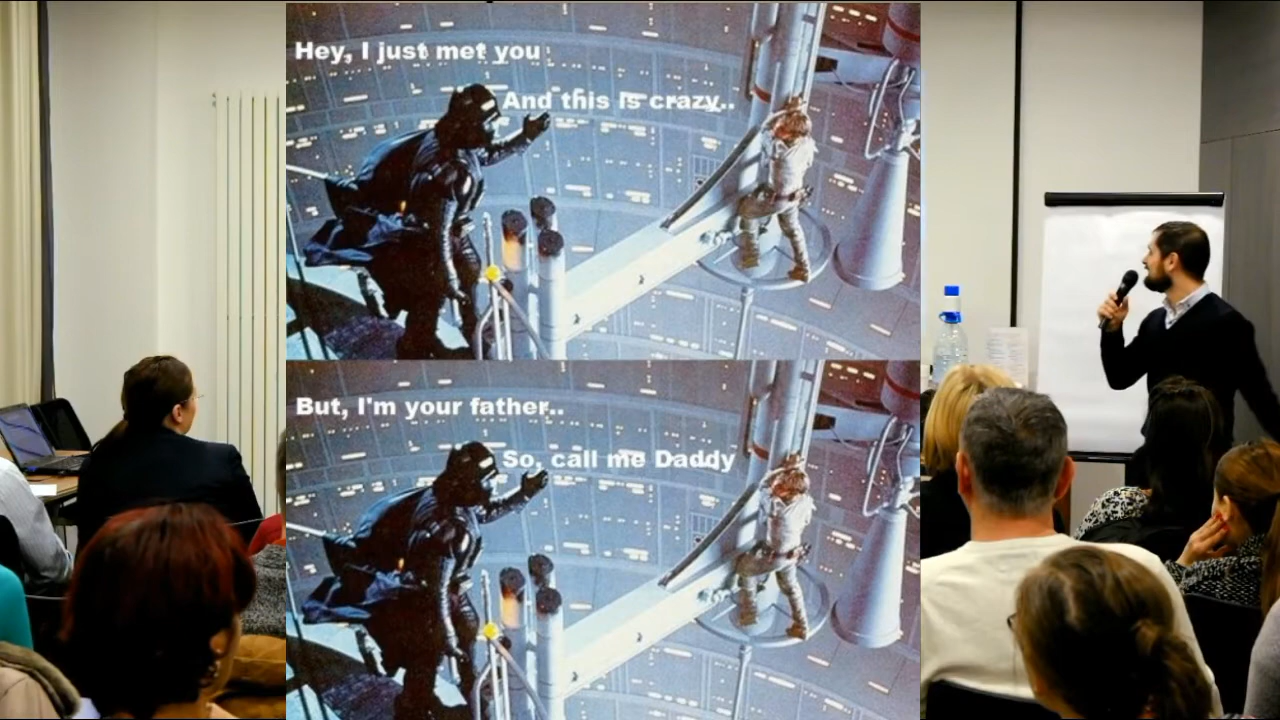 Hey, I just met you
And this is crazy..
But, I'm your father..
So, call me Daddy